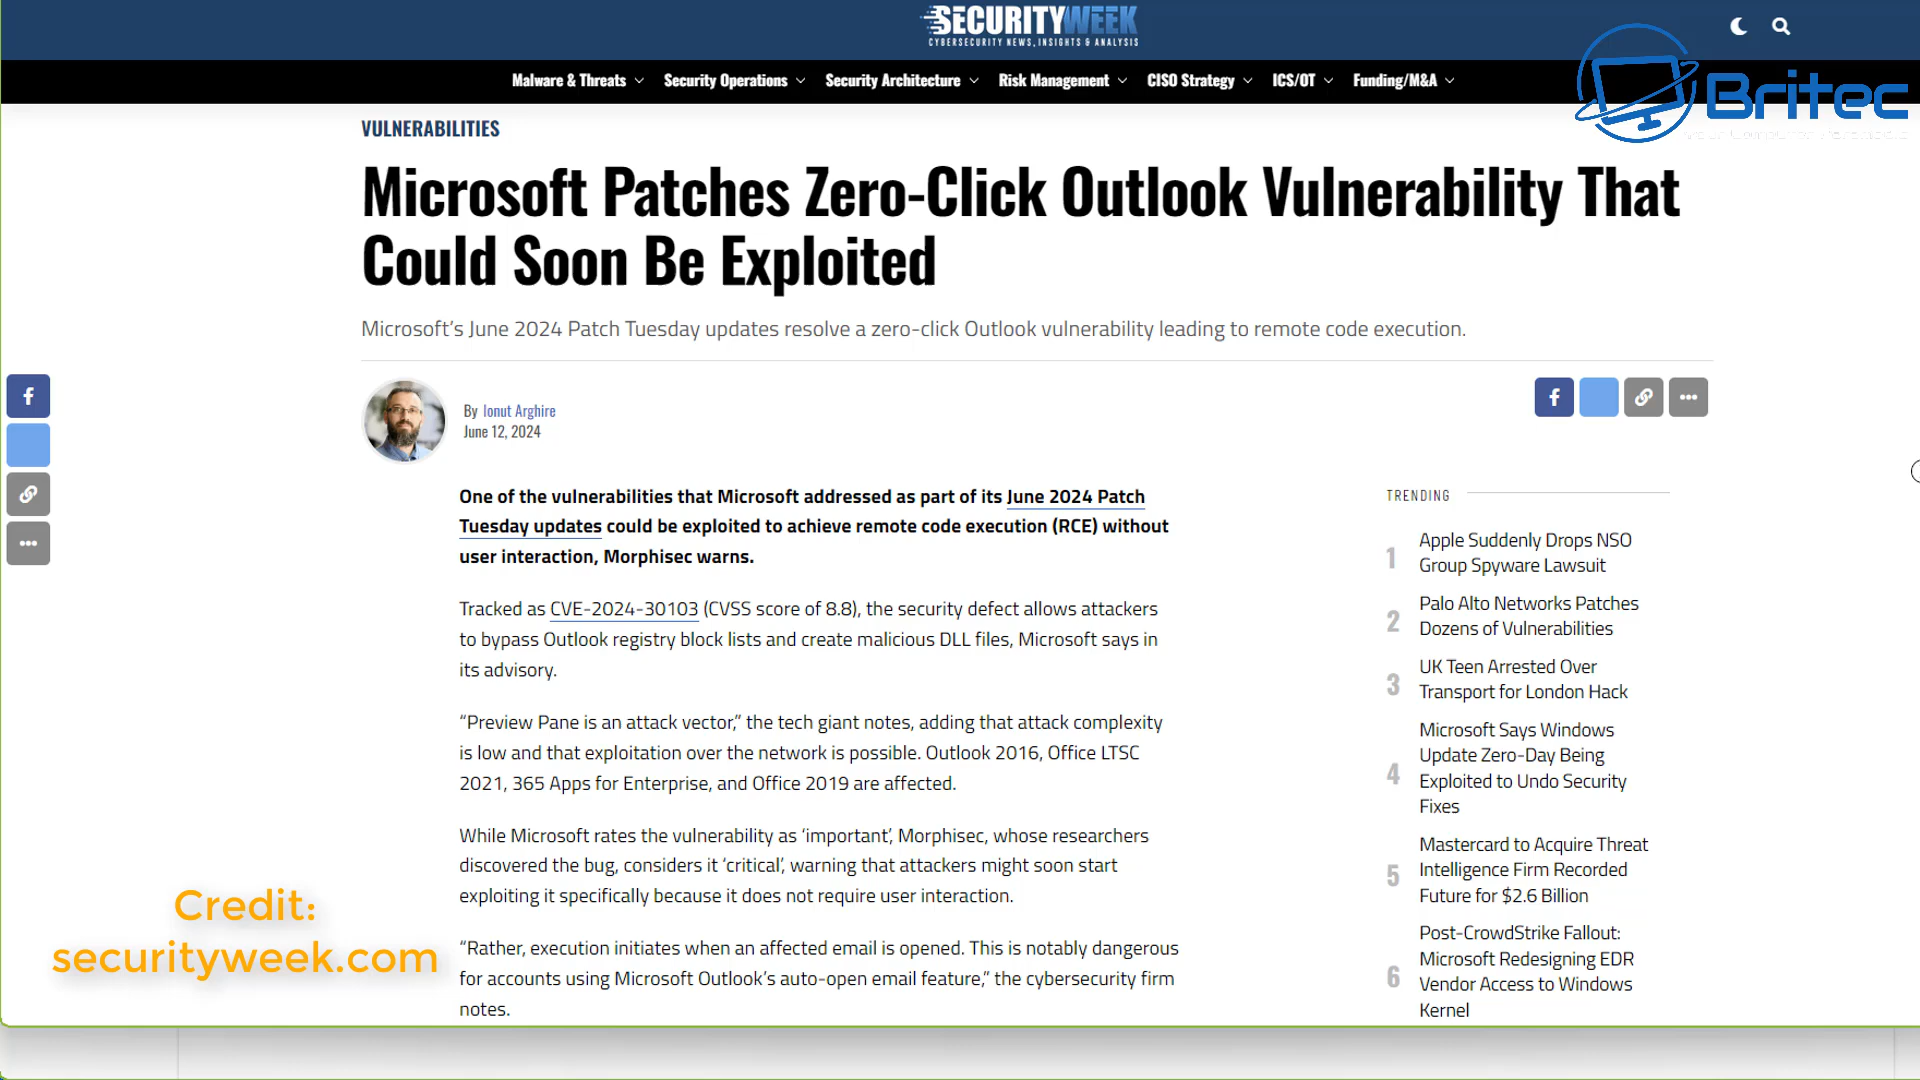 SECURITYWEEK
CYBERSECURITY NEWS, INSIGHTS & ANALYSIS
Malware & Threats
Security Operations
Security Architecture
Risk Management
CISO Strategy
ICS/OT
Funding/M&A
Britec
VULNERABILITIES
Microsoft Patches Zero-Click Outlook Vulnerability That
Could Soon Be Exploited
Microsoft’s June 2024 Patch Tuesday updates resolve a zero-click Outlook vulnerability leading to remote code execution.
By Ionut Arghire
June 12, 2024
One of the vulnerabilities that Microsoft addressed as part of its June 2024 Patch
Tuesday updates could be exploited to achieve remote code execution (RCE) without
user interaction, Morphisec warns.
Tracked as CVE-2024-30103 (CVSS score of 8.8), the security defect allows attackers
to bypass Outlook registry block lists and create malicious DLL files, Microsoft says in
its advisory.
“Preview Pane is an attack vector,” the tech giant notes, adding that attack complexity
is low and that exploitation over the network is possible. Outlook 2016, Office LTSC
2021, 365 Apps for Enterprise, and Office 2019 are affected.
While Microsoft rates the vulnerability as ‘important’, Morphisec, whose researchers
discovered the bug, considers it ‘critical’, warning that attackers might soon start
exploiting it specifically because it does not require user interaction.
“Rather, execution initiates when an affected email is opened. This is notably dangerous
for accounts using Microsoft Outlook’s auto-open email feature,” the cybersecurity firm
notes.
TRENDING
1 Apple Suddenly Drops NSO
Group Spyware Lawsuit
2 Palo Alto Networks Patches
Dozens of Vulnerabilities
3 UK Teen Arrested Over
Transport for London Hack
4 Microsoft Says Windows
Update Zero-Day Being
Exploited to Undo Security
Fixes
5 Mastercard to Acquire Threat
Intelligence Firm Recorded
Future for $2.6 Billion
6 Post-CrowdStrike Fallout:
Microsoft Redesigning EDR
Vendor Access to Windows
Kernel
Credit:
securityweek.com